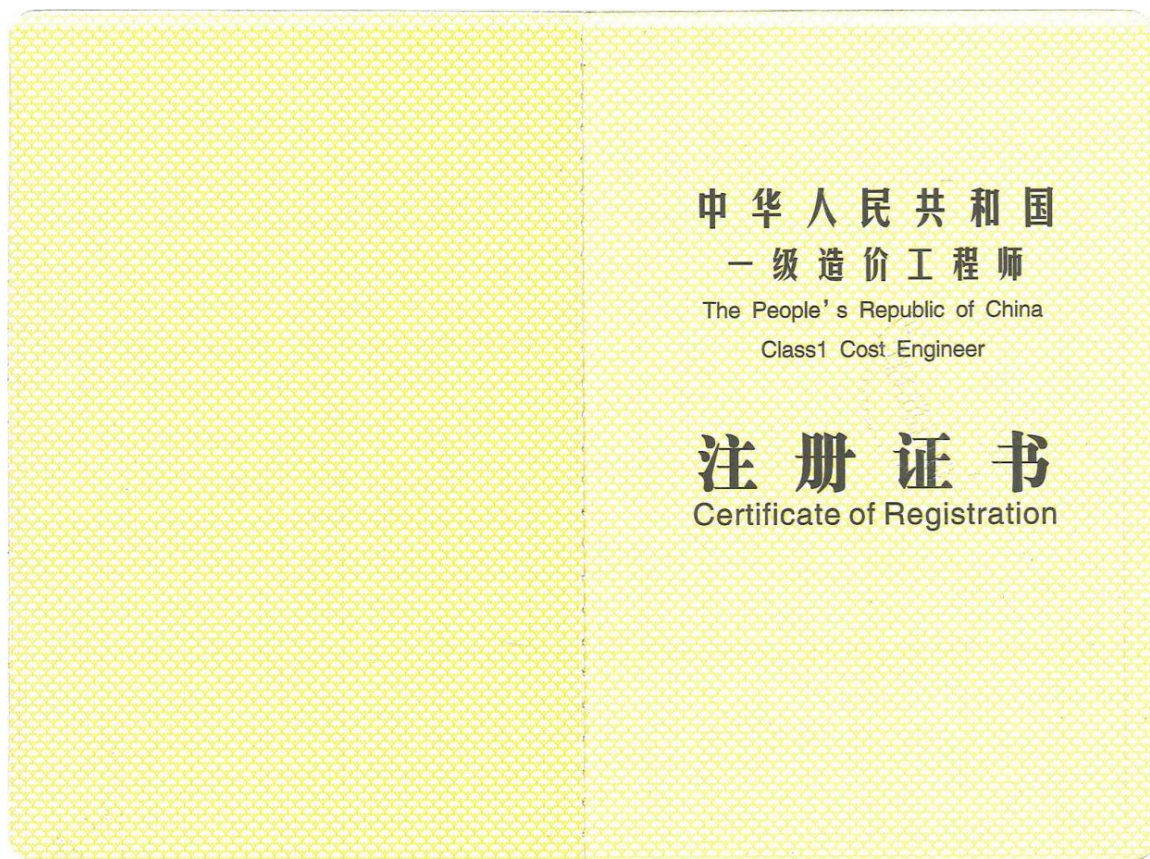 中华人民共和国
一级造价工程师
The People's Republic of China
Class1 Cost Engineer
注册证书
Certificate of Registration